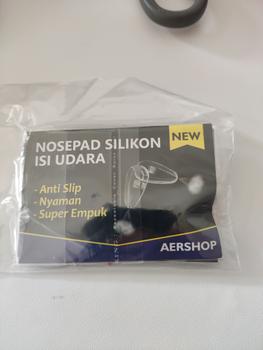 NOSEPAD SILIKON
ISI UDARA
NEW
- Anti Slip
- Nyaman
- Super Empuk
AERSHOP